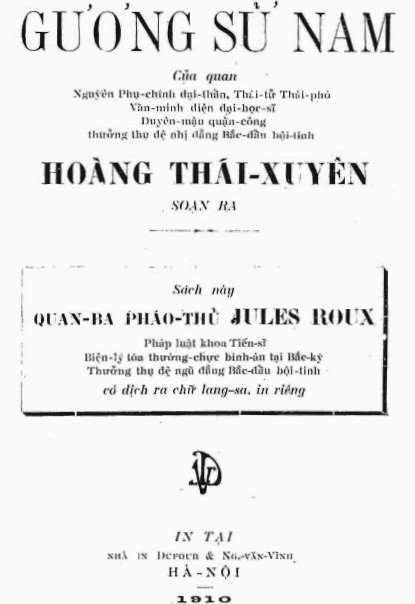 GƯƠNG SỬ NAM
Của quan
Nguyên Phụ-chính đại-thần, Thái-tử Thái-phó
Văn-minh điện đại-học-sĩ
Duyên-mậu quận-công
thưởng thụ đệ nhị đẳng Bắc-đẩu bội-tinh
HOÀNG THÁI-XUYÊN
SOẠN RA
Sách này
QUAN-BA PHÁO-THỦ JULES ROUX
Pháp luật khoa Tiến-sĩ
Biện-lý tòa thường-chực binh-án tại Bắc-kỳ
Thưởng thụ đệ ngũ đẳng Bắc-đẩu bội-tinh
có dịch ra chữ lang-sa, in riêng
IN TẠI
NHÀ IN DUFOUR & NG.-VĂN-VĨNH
HÀ-NỘI
1910